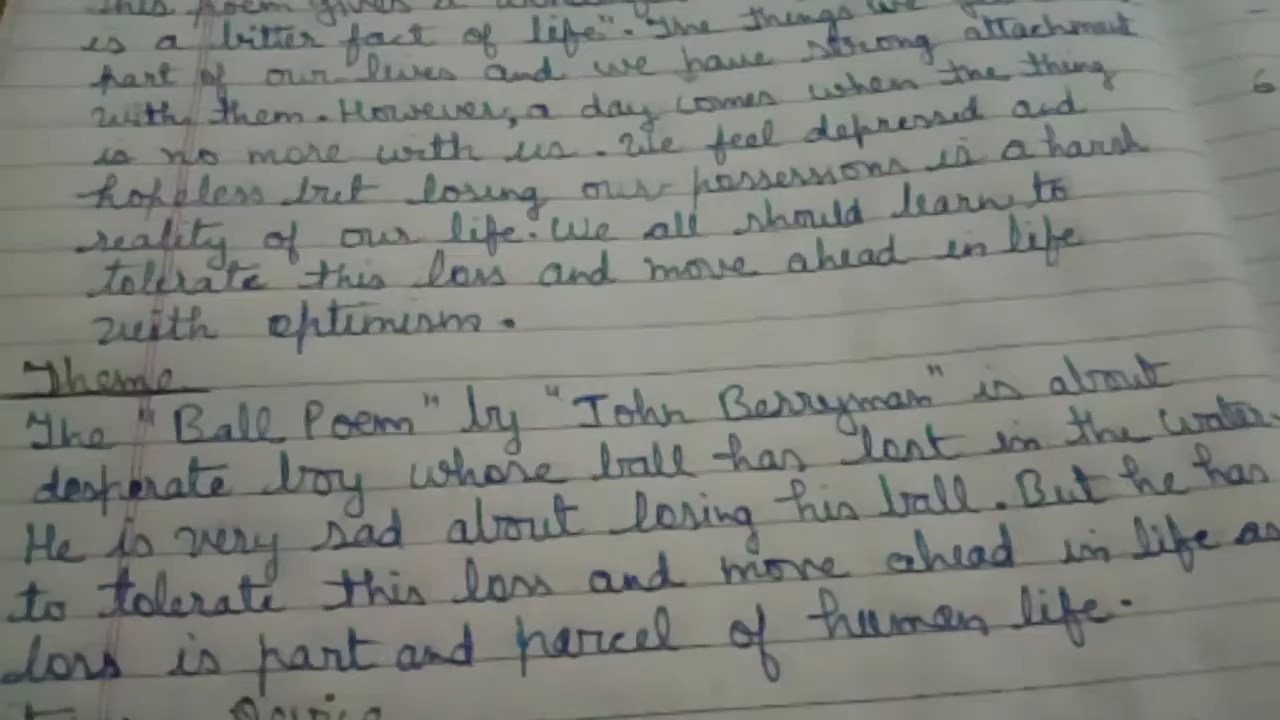 This poem gives a
is a bitter fact of life". The things we
part of our lives and we have strong attachment
with them. However, a day comes when the thing
is no more with us. We feel depressed and
hopeless but losing our possessions is a harsh
reality of our life. We all should learn to
tolerate this loss and move ahead in life
with optimism.
6
Theme
The "Ball Poem" by "John Berryman" is about
desperate boy whose ball has lost in the water.
He is very sad about losing his ball. But he has
to tolerate this loss and move ahead in life as
loss is part and parcel of human life.